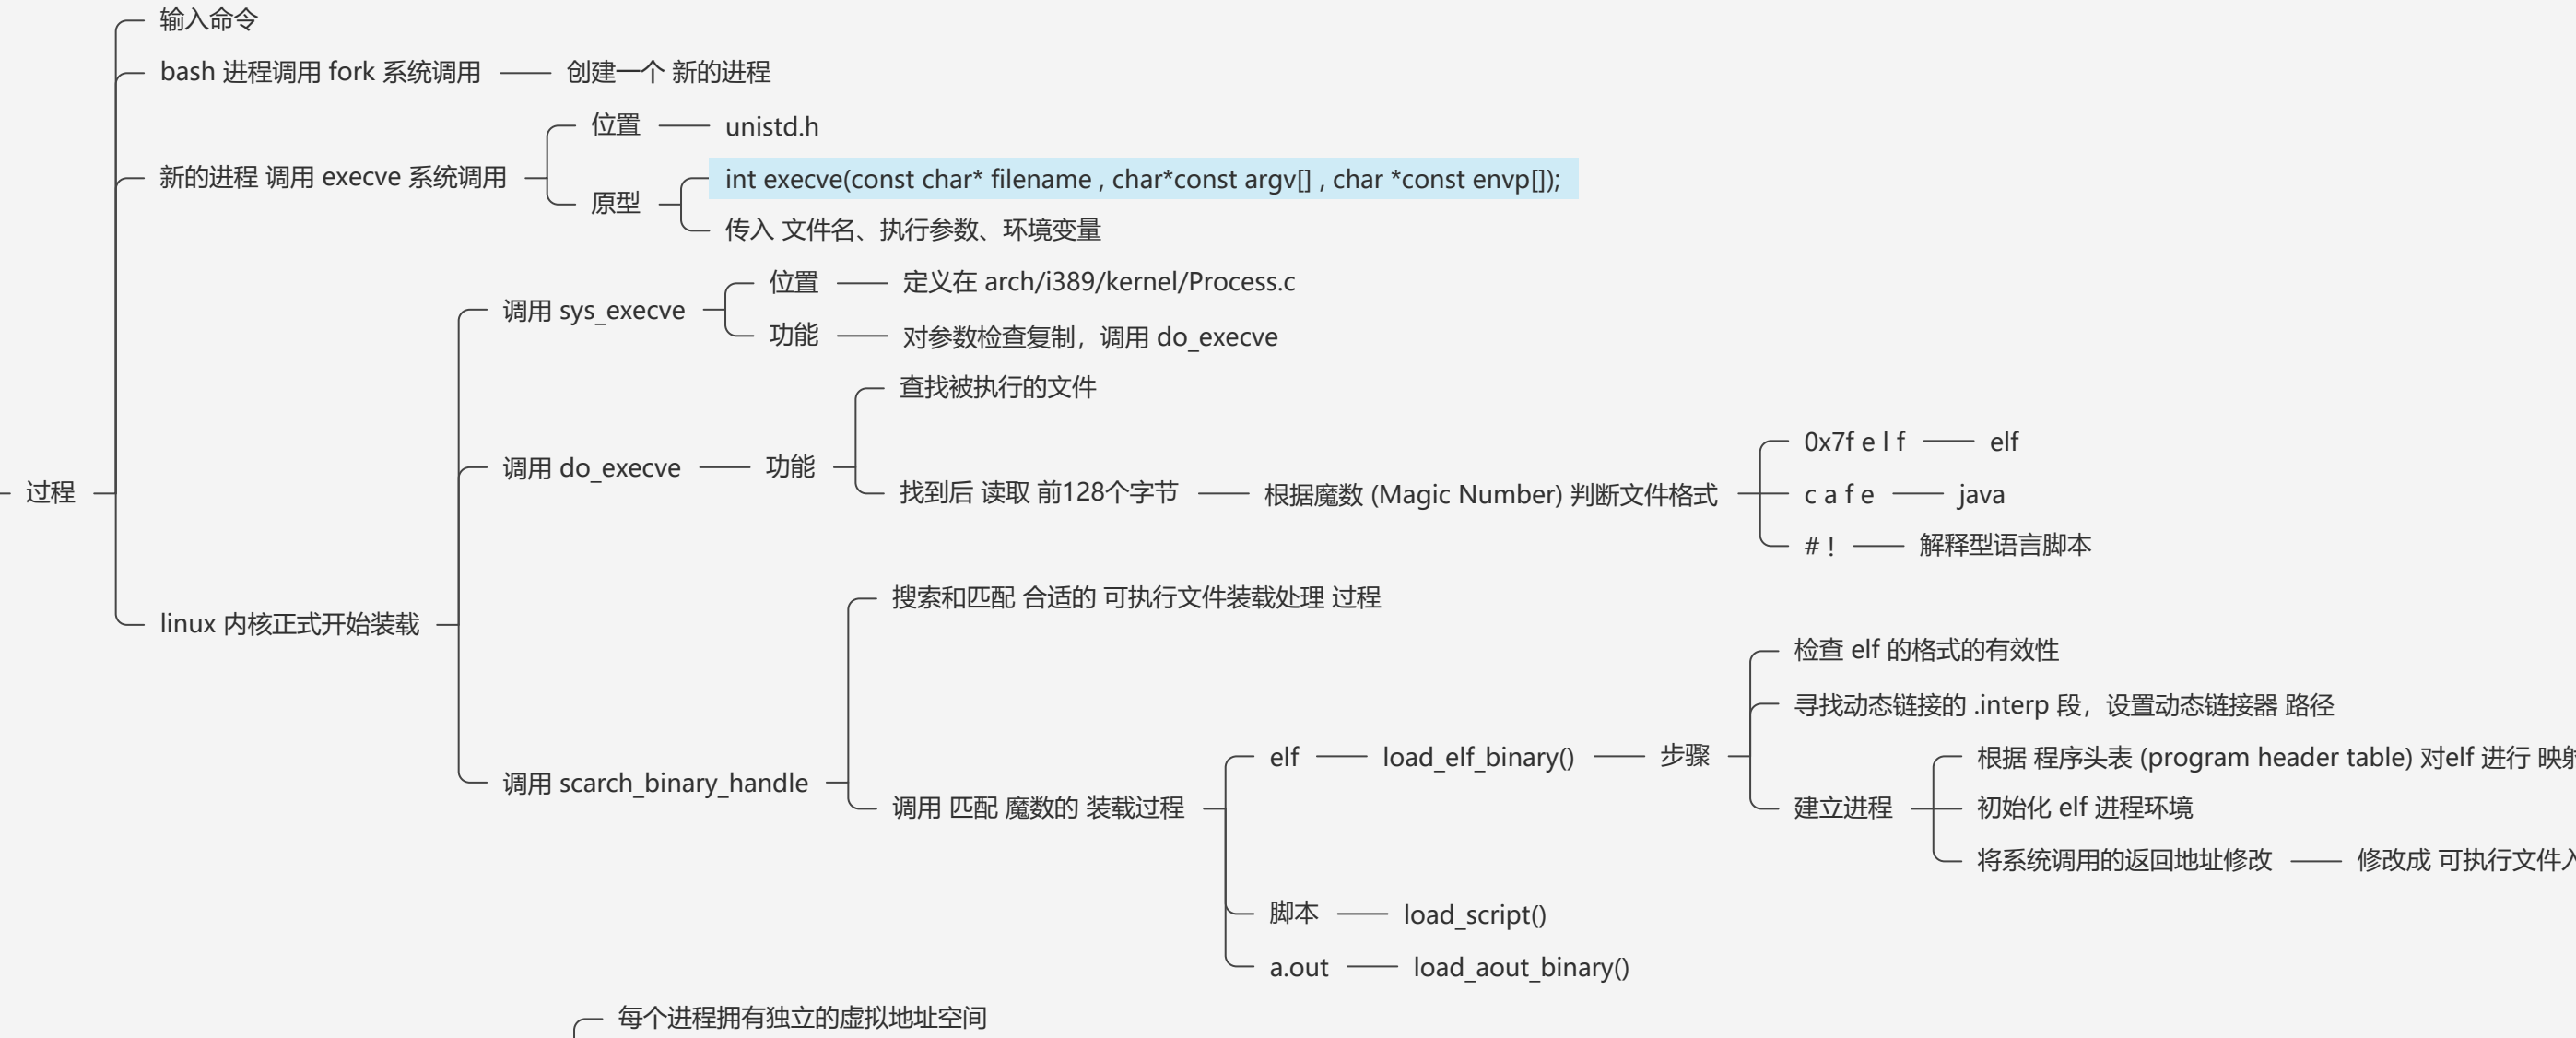 输入命令
bash 进程调用 fork 系统调用
创建一个 新的进程
新的进程 调用 execve 系统调用
位置
unistd.h
原型
int execve(const char* filename , char*const argv[] , char *const envp[]);
传入 文件名、执行参数、环境变量
过程
linux 内核正式开始装载
调用 sys_execve
位置
定义在 arch/i389/kernel/Process.c
功能
对参数检查复制，调用 do_execve
调用 do_execve
功能
查找被执行的文件
找到后 读取 前128个字节
根据魔数 (Magic Number) 判断文件格式
0x7f e l f
elf
c a f e
java
# !
解释型语言脚本
调用 scarch_binary_handle
搜索和匹配 合适的 可执行文件装载处理 过程
调用 匹配 魔数的 装载过程
elf
load_elf_binary()
步骤
检查 elf 的格式的有效性
寻找动态链接的 .interp 段，设置动态链接器 路径
建立进程
根据 程序头表 (program header table) 对elf 进行 映
初始化 elf 进程环境
将系统调用的返回地址修改
修改成 可执行文件
脚本
load_script()
a.out
load_aout_binary()
每个进程拥有独立的虚拟地址空间